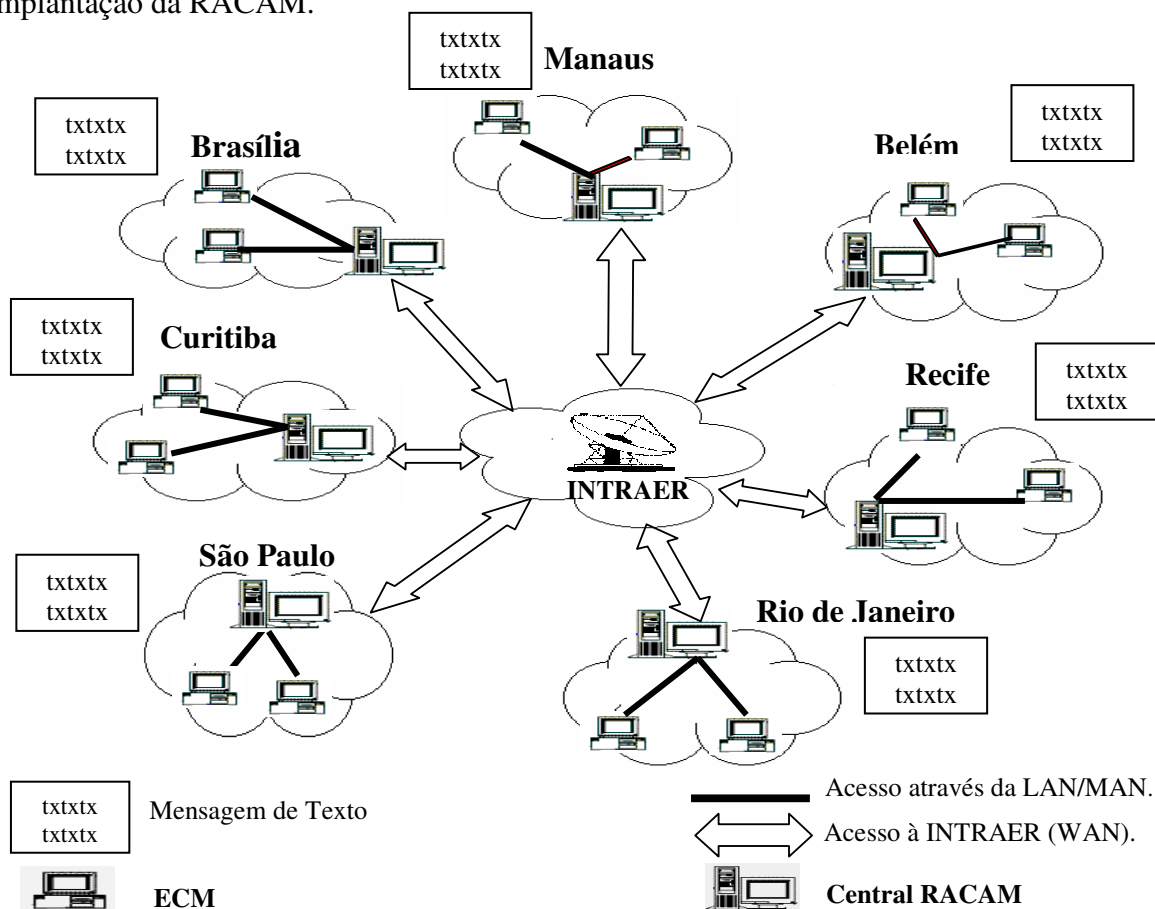 mplantação da RACAM.
txtxtx
txtxtx
Manaus
txtxtx
txtxtx
Brasília
txtxtx
txtxtx
Belém
txtxtx
txtxtx
Curitiba
txtxtx
txtxtx
Recife
INTRAER
txtxtx
txtxtx
São Paulo
Rio de Janeiro
txtxtx
txtxtx
txtxtx
txtxtx
Mensagem de Texto
Acesso através da LAN/MAN.
Acesso à INTRAER (WAN).
ECM
Central RACAM